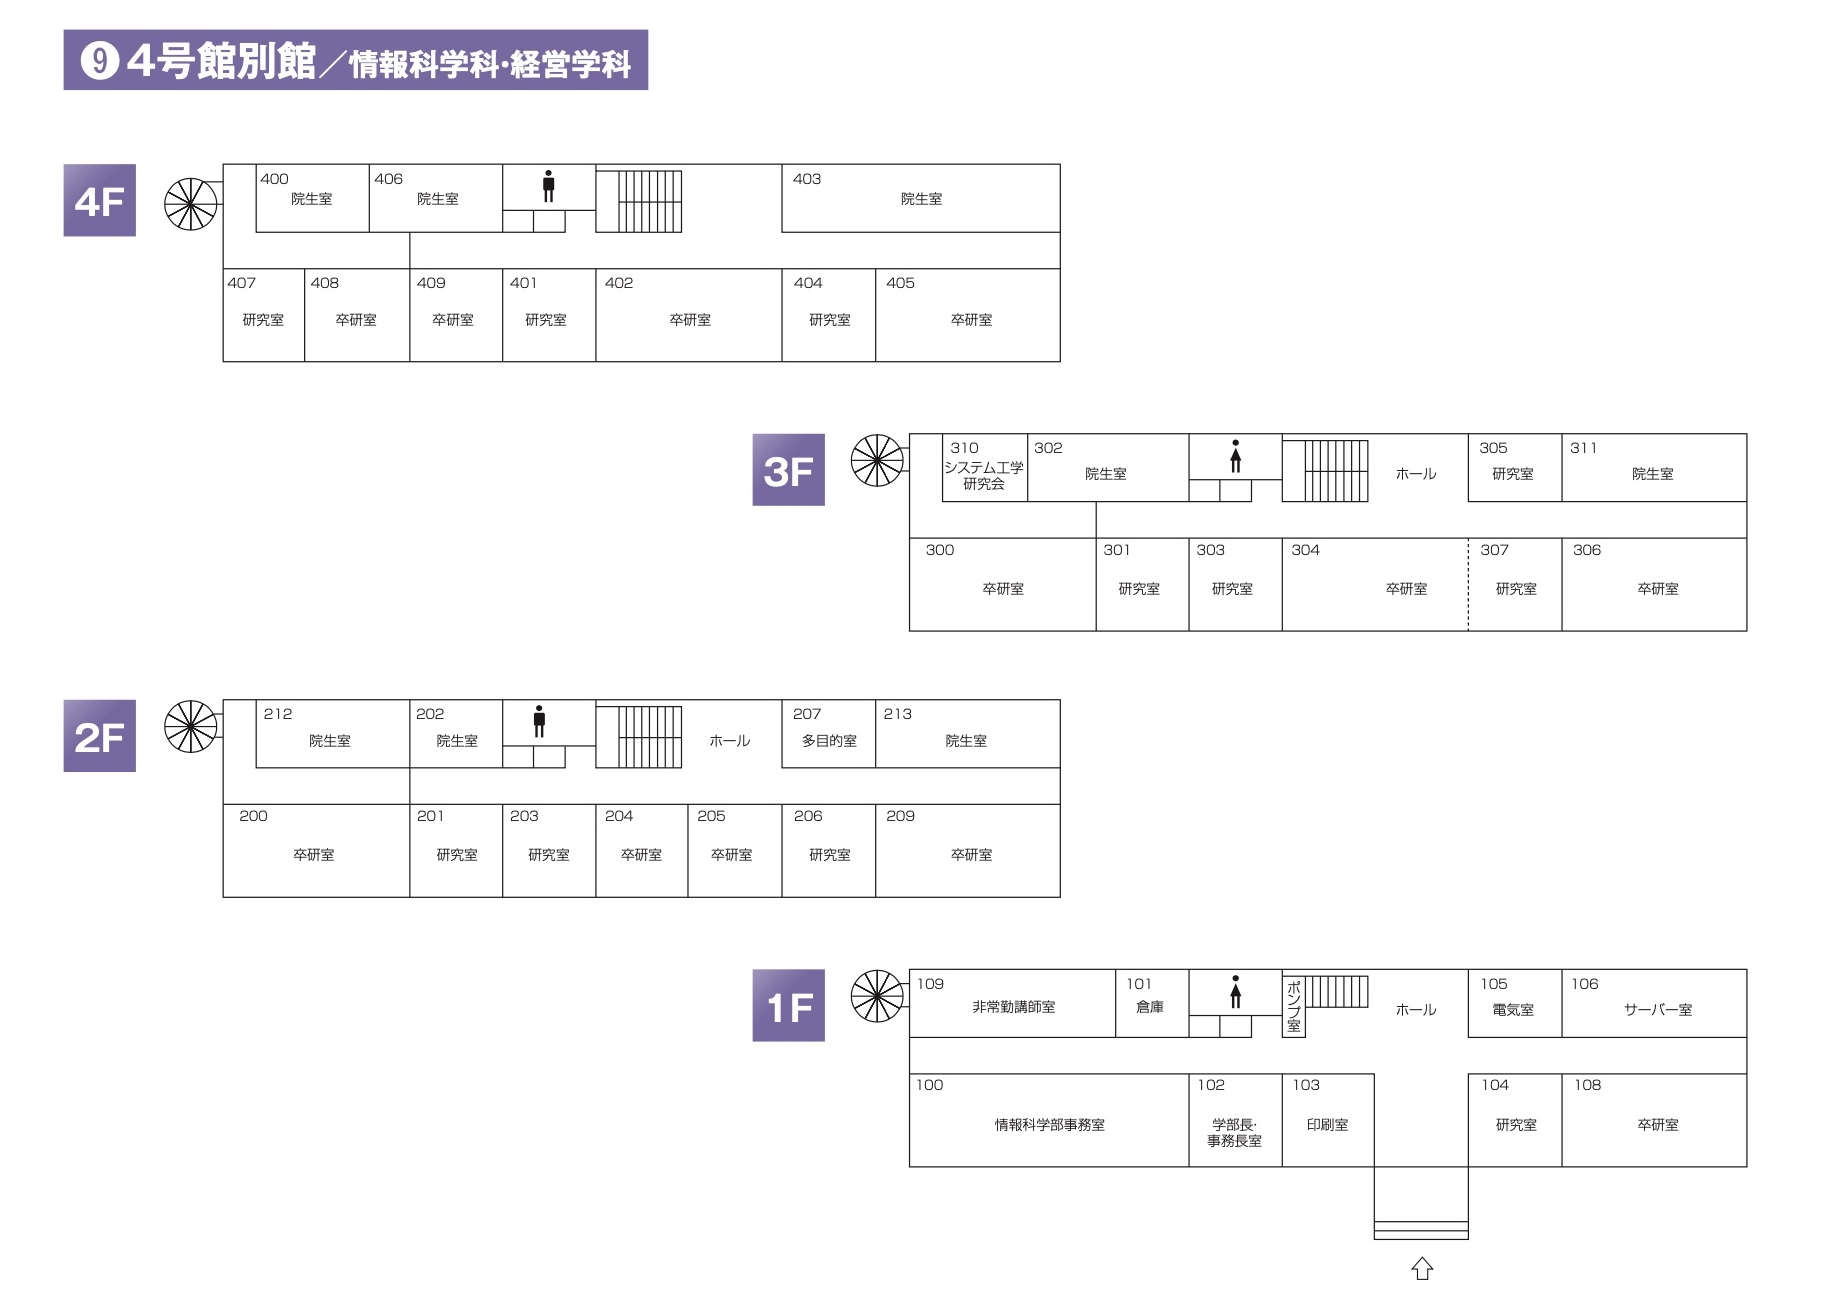 ❾4号館別館／情報科学科・経営学科
4F
400
院生室
406
院生室
403
院生室
407
研究室
408
卒研室
409
卒研室
401
研究室
402
卒研室
404
研究室
405
卒研室
3F
310
システム工学
研究会
302
院生室
ホール
305
研究室
311
院生室
300
卒研室
301
研究室
303
研究室
304
卒研室
307
研究室
306
卒研室
2F
212
院生室
202
院生室
ホール
207
多目的室
213
院生室
200
卒研室
201
研究室
203
研究室
204
卒研室
205
卒研室
206
研究室
209
卒研室
1F
109
非常勤講師室
101
倉庫
ポンプ室
ホール
105
電気室
106
サーバー室
100
情報科学部事務室
102
学部長・
事務長室
103
印刷室
104
研究室
108
卒研室